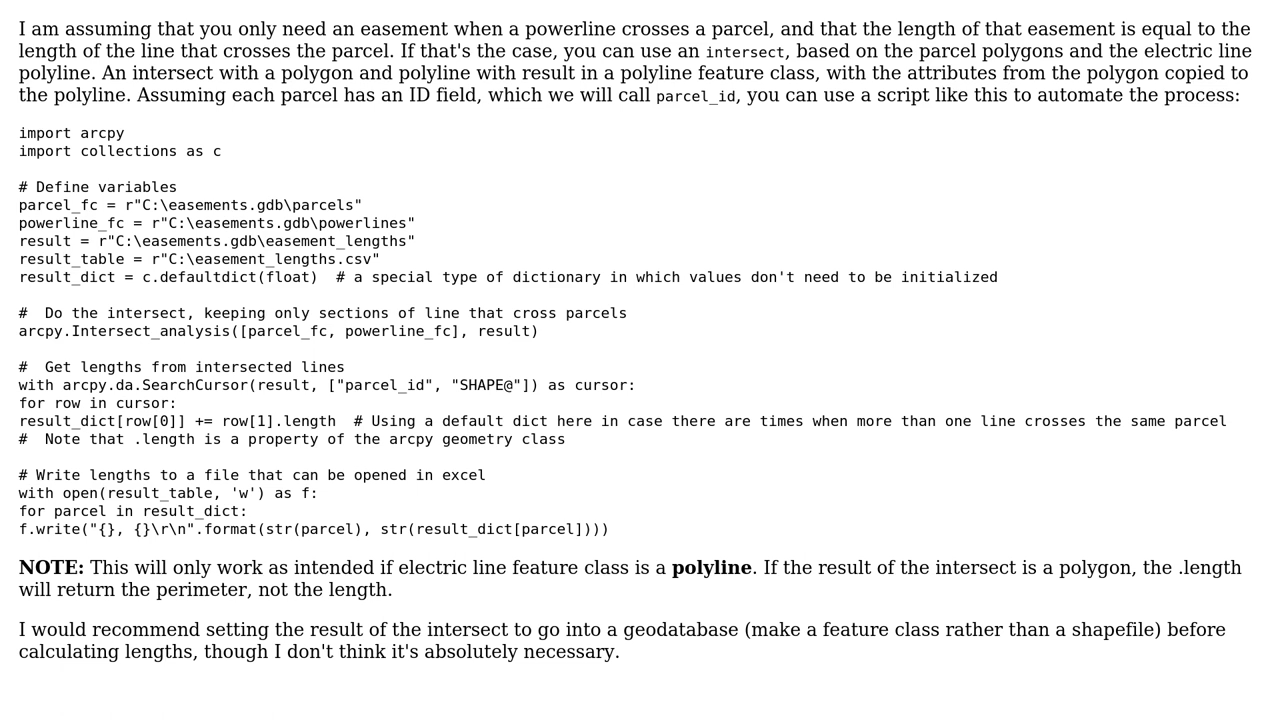 I am assuming that you only need an easement when a powerline crosses a parcel, and that the length of that easement is equal to the
length of the line that crosses the parcel. If that's the case, you can use an intersect, based on the parcel polygons and the electric line
polyline. An intersect with a polygon and polyline with result in a polyline feature class, with the attributes from the polygon copied to
the polyline. Assuming each parcel has an ID field, which we will call parcel_id, you can use a script like this to automate the process:
import arcpy
import collections as c
# Define variables
parcel_fc = r"C:\easements.gdb\parcels"
powerline_fc = r"C:\easements.gdb\powerlines"
result = r"C:\easements.gdb\easement_lengths"
result_table = r"C:\easement_lengths.csv"
result_dict = c.defaultdict(float)  # a special type of dictionary in which values don't need to be initialized
#  Do the intersect, keeping only sections of line that cross parcels
arcpy.Intersect_analysis([parcel_fc, powerline_fc], result)
#  Get lengths from intersected lines
with arcpy.da.SearchCursor(result, ["parcel_id", "SHAPE@"]) as cursor:
for row in cursor:
result_dict[row[0]] += row[1].length  # Using a default dict here in case there are times when more than one line crosses the same parcel
#  Note that .length is a property of the arcpy geometry class
# Write lengths to a file that can be opened in excel
with open(result_table, 'w') as f:
for parcel in result_dict:
f.write("{}, {}\r\n".format(str(parcel), str(result_dict[parcel])))
NOTE: This will only work as intended if electric line feature class is a polyline. If the result of the intersect is a polygon, the .length
will return the perimeter, not the length.
I would recommend setting the result of the intersect to go into a geodatabase (make a feature class rather than a shapefile) before
calculating lengths, though I don't think it's absolutely necessary.